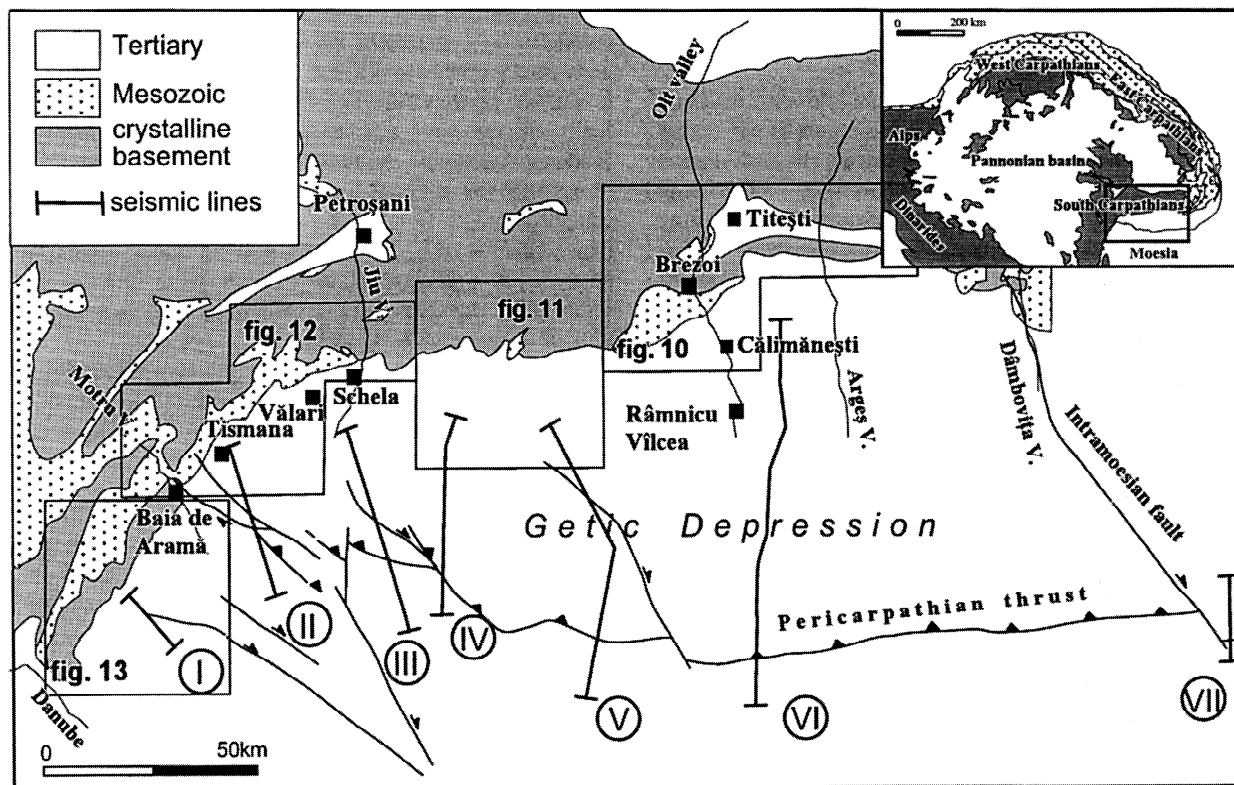 Tertiary
Mesozoic
crystalline
basement
seismic lines
0 200 km
West Carpathians
East Carpathians
Alps
Pannonian basin
South Carpathians
Dinarides
Moesia
Olt valley
Petroşani
Titeşti
Jiu V.
Brezoi
fig. 11
fig. 12
fig. 10
Călimăneşti
Schela
Motru
Vălari
Tismana
Râmnicu
Vîlcea
Argeş V.
Dâmboviţa V.
Intramoesian fault
Baia de
Aramă
Getic Depression
Pericarpathian thrust
fig. 13
I
II
III
IV
V
VI
VII
Danube
0 50km